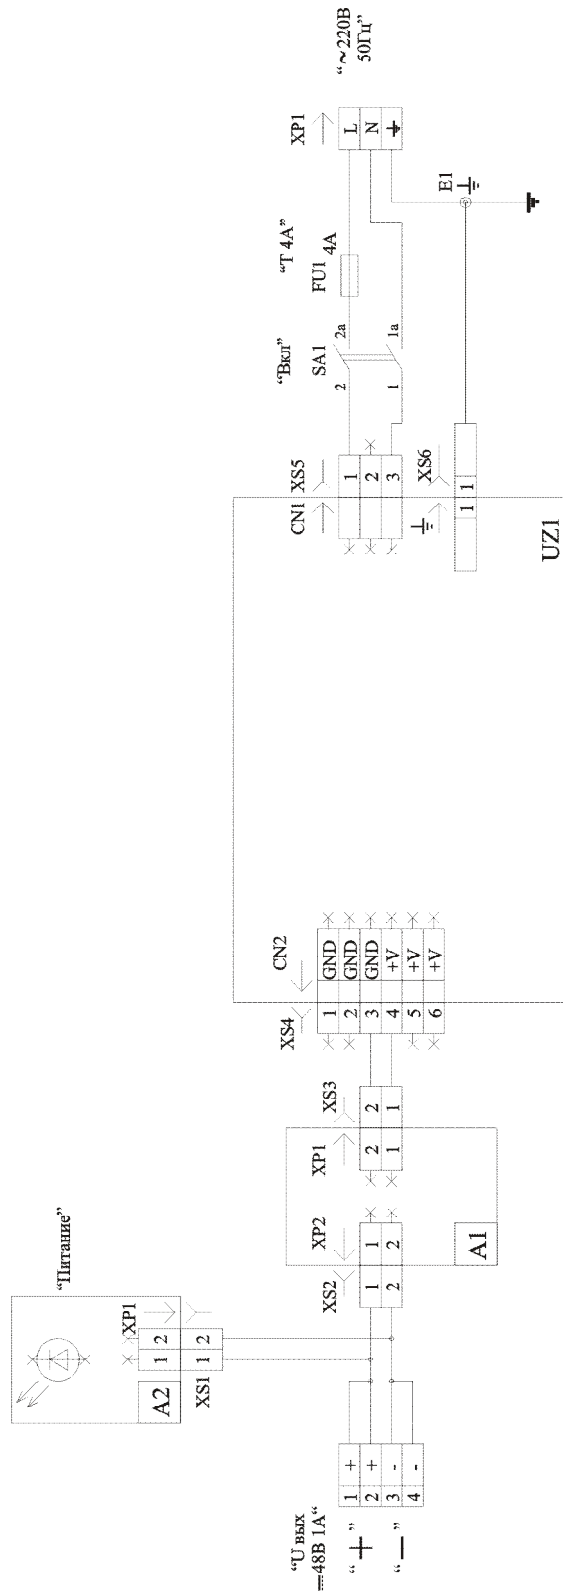 "Питание"
XP1
1 2
1 2
XS1
A2
"U вых
=48В 1А"
"+"
"—"
1 +
2 +
3 -
4 -
XS2
XP2
1 1
2 2
A1
XP1
XS3
2 2
1 1
XS4
CN2
1 GND
2 GND
3 GND
4 +V
5 +V
6 +V
CN1
XS5
1
2
3
XS6
1 1
UZ1
"Вкл"
SA1
2 2a
1 1a
"Т 4А"
FU1
4A
E1
XP1
L
N
"~220В
50Гц"